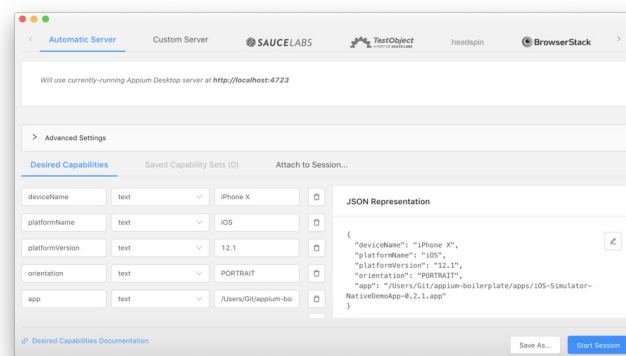 Automatic Server
Custom Server
SAUCELABS
TestObject
A PART OF SAUCE LABS
headspin
BrowserStack
Will use currently-running Appium Desktop server at http://localhost:4723
Advanced Settings
Desired Capabilities
Saved Capability Sets (0)
Attach to Session...
deviceName text iPhone X
platformName text iOS
platformVersion text 12.1
orientation text PORTRAIT
app text /Users/Git/appium-boi
JSON Representation
{
"deviceName": "iPhone X",
"platformName": "iOS",
"platformVersion": "12.1",
"orientation": "PORTRAIT",
"app": "/Users/Git/appium-boilerplate/apps/iOS-Simulator-
NativeDemoApp-0.2.1.app"
}
Desired Capabilities Documentation
Save As...
Start Session